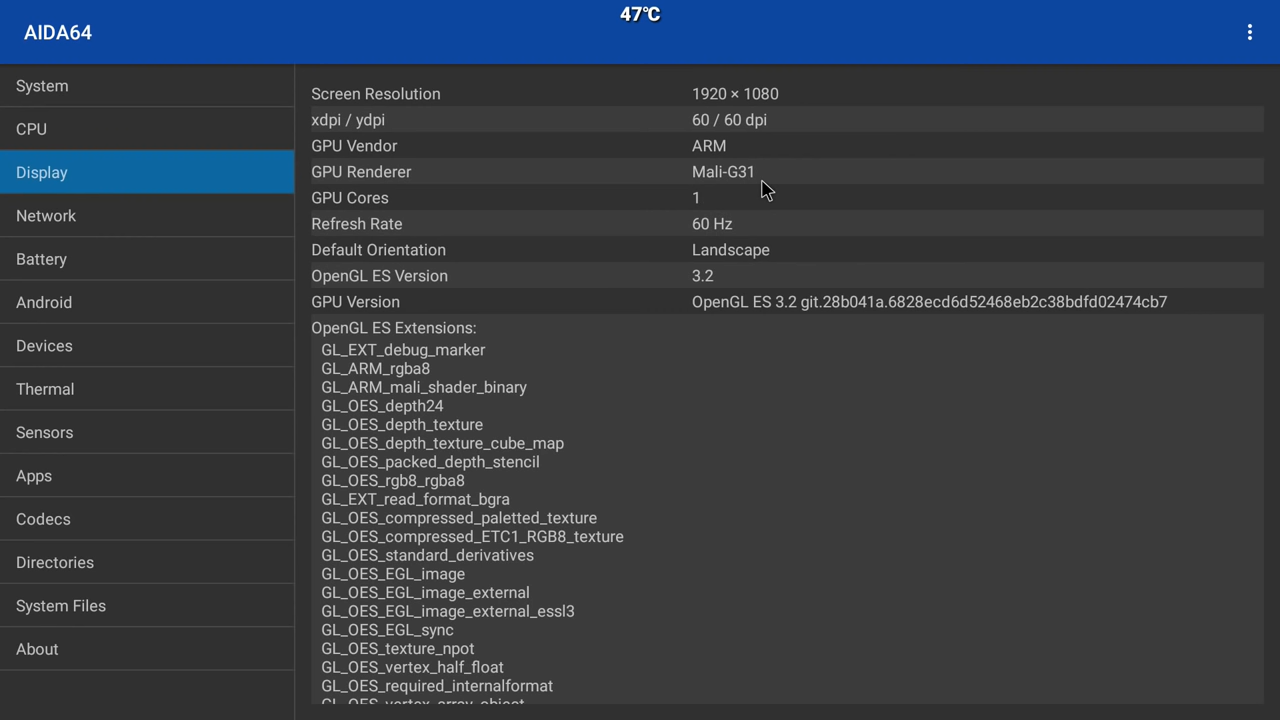 47°C
AIDA64
System
CPU
Display
Network
Battery
Android
Devices
Thermal
Sensors
Apps
Codecs
Directories
System Files
About
Screen Resolution 1920 × 1080
xdpi / ydpi 60 / 60 dpi
GPU Vendor ARM
GPU Renderer Mali-G31
GPU Cores 1
Refresh Rate 60 Hz
Default Orientation Landscape
OpenGL ES Version 3.2
GPU Version OpenGL ES 3.2 git.28b041a.6828ecd6d52468eb2c38bdfd02474cb7
OpenGL ES Extensions:
GL_EXT_debug_marker
GL_ARM_rgba8
GL_ARM_mali_shader_binary
GL_OES_depth24
GL_OES_depth_texture
GL_OES_depth_texture_cube_map
GL_OES_packed_depth_stencil
GL_OES_rgb8_rgba8
GL_EXT_read_format_bgra
GL_OES_compressed_paletted_texture
GL_OES_compressed_ETC1_RGB8_texture
GL_OES_standard_derivatives
GL_OES_EGL_image
GL_OES_EGL_image_external
GL_OES_EGL_image_external_essl3
GL_OES_EGL_sync
GL_OES_texture_npot
GL_OES_vertex_half_float
GL_OES_required_internalformat
GL_OES_vertex_array_object